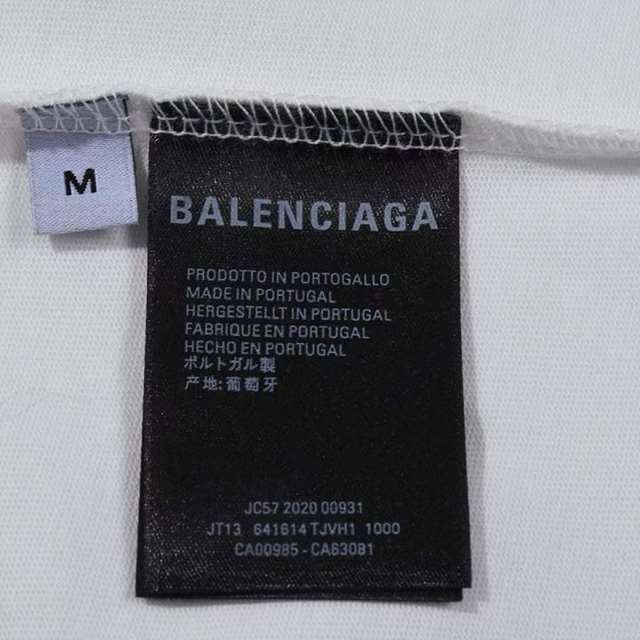 M
BALENCIAGA
PRODOTTO IN PORTOGALLO
MADE IN PORTUGAL
HERGESTELLT IN PORTUGAL
FABRIQUE EN PORTUGAL
HECHO EN PORTUGAL
ポルトガル製
产地:葡萄牙
JC57 2020 00931
JT13 641614 TJVH1 1000
CA00985 - CA63081